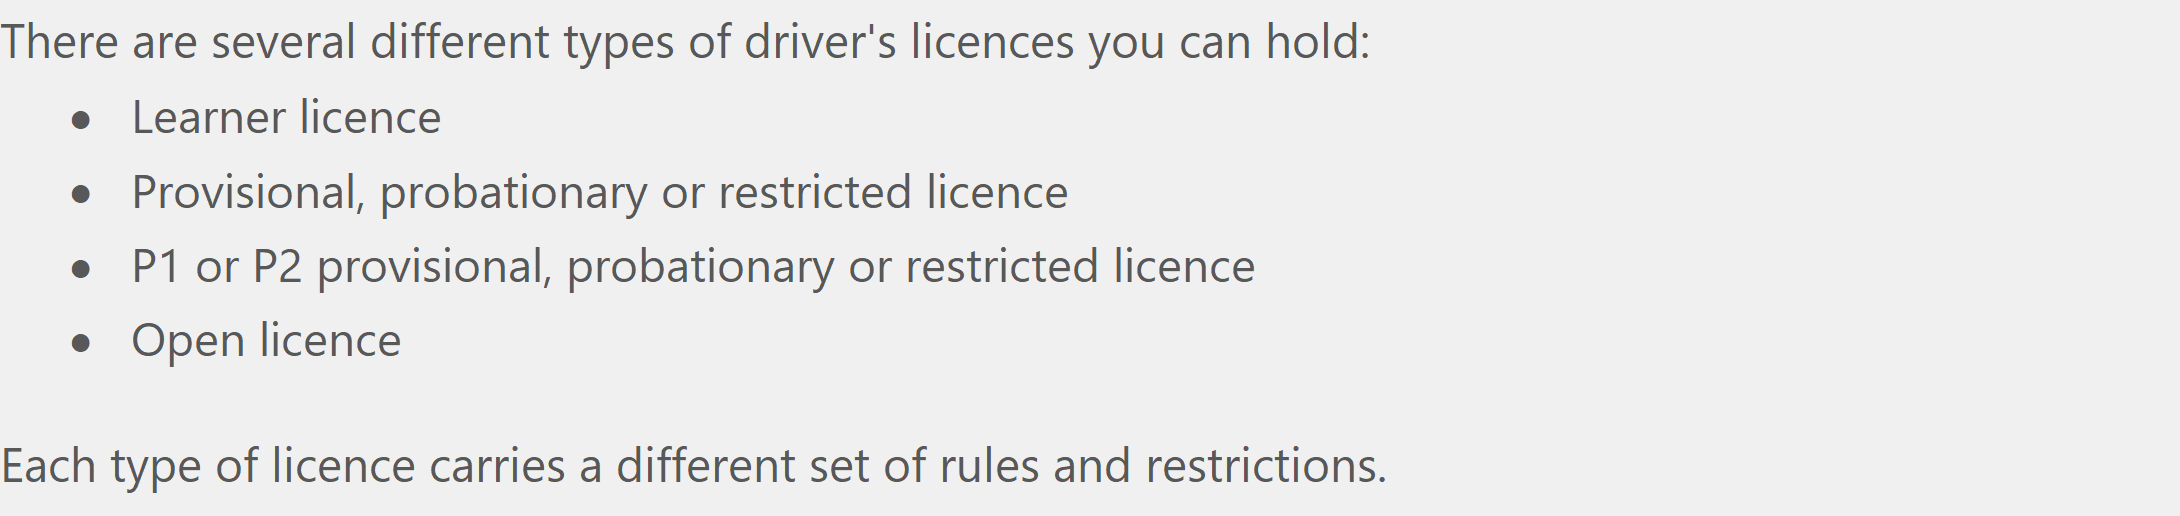 There are several different types of driver's licences you can hold:
● Learner licence
● Provisional, probationary or restricted licence
● P1 or P2 provisional, probationary or restricted licence
● Open licence
Each type of licence carries a different set of rules and restrictions.